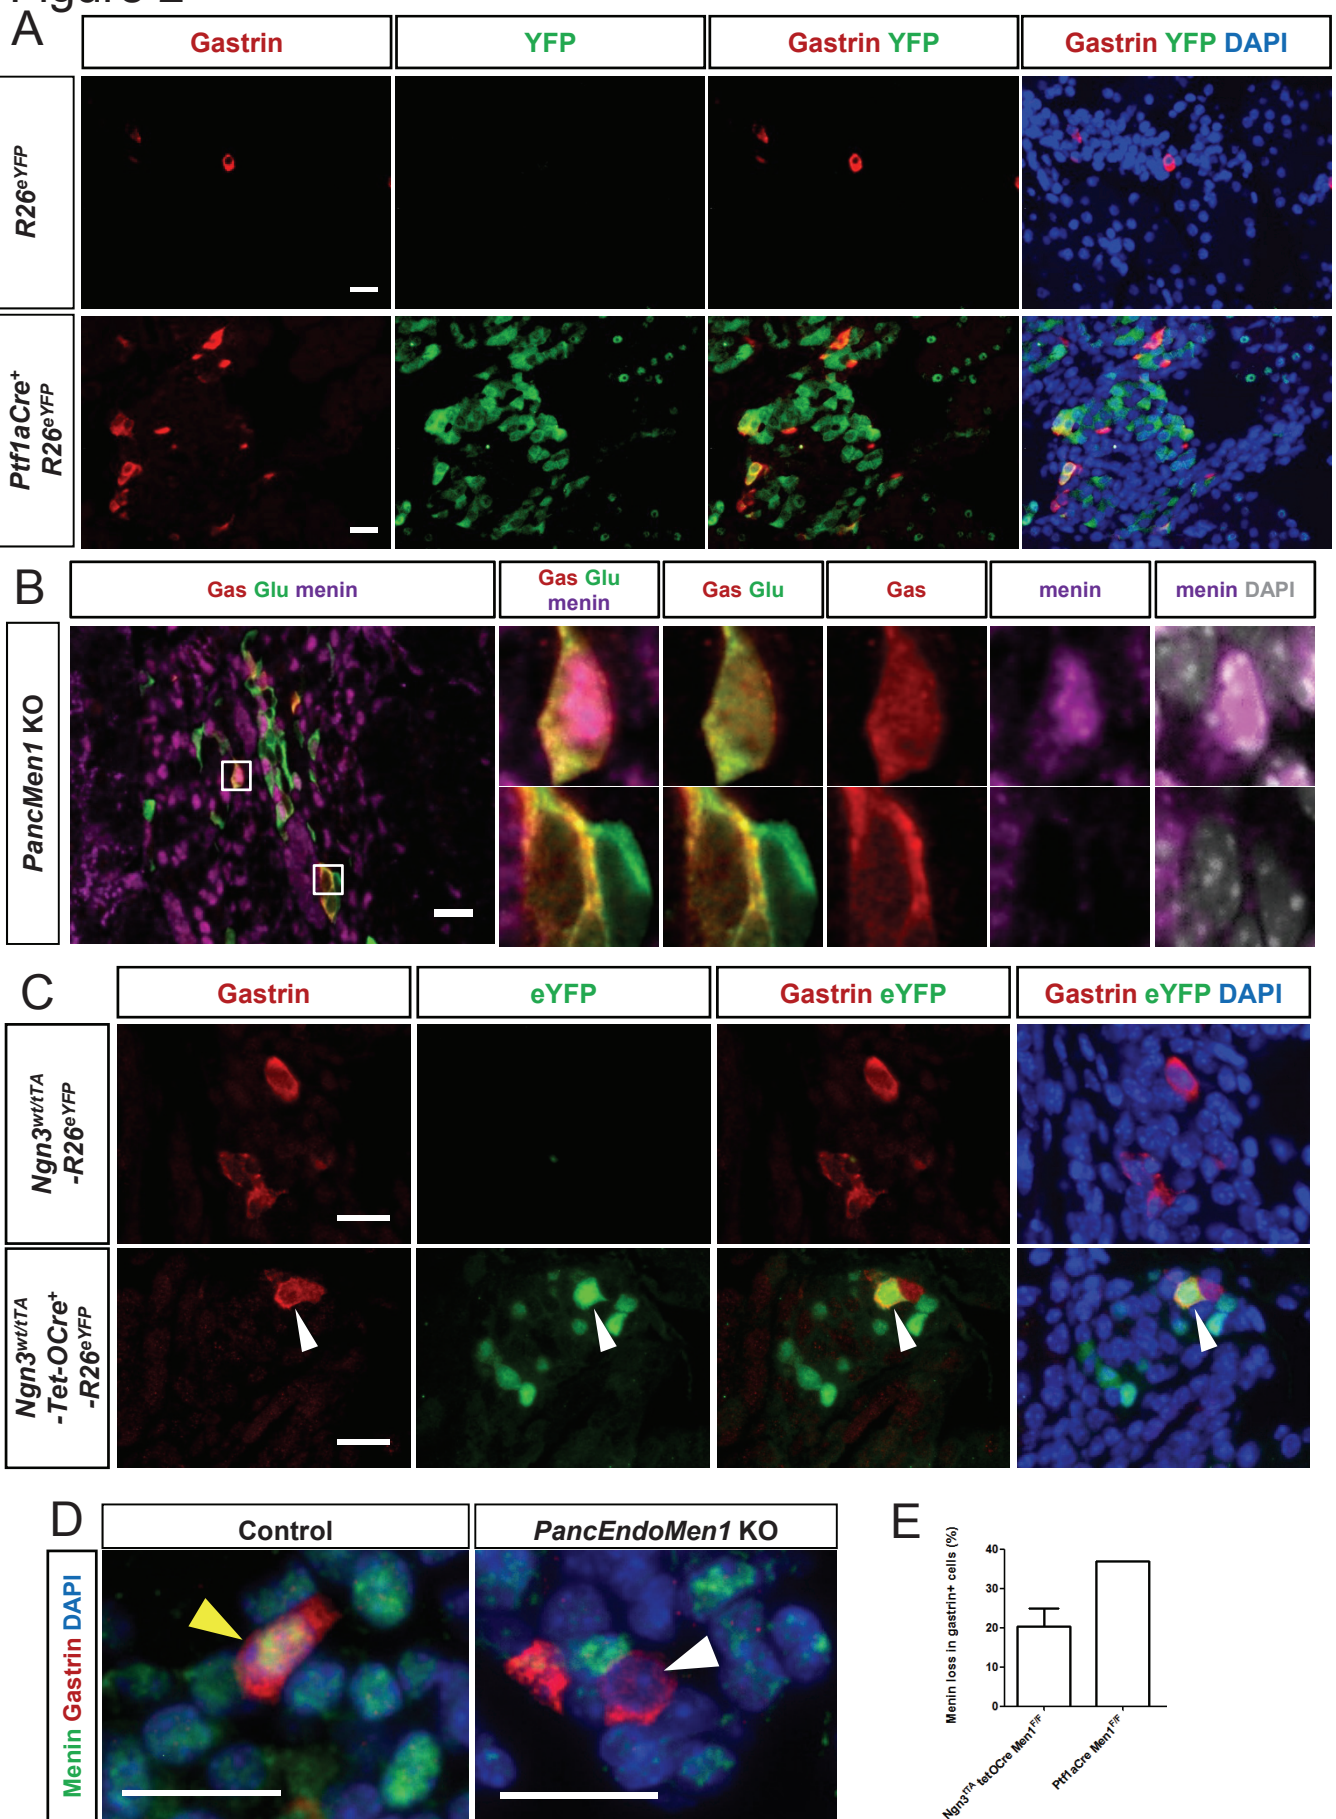 Figure 2
A
Gastrin
YFP
Gastrin YFP
Gastrin YFP DAPI
R26eYFP
Ptf1aCre+
R26eYFP
B
Gas Glu menin
Gas Glu
menin
Gas Glu
Gas
menin
menin DAPI
PancMen1 KO
C
Gastrin
eYFP
Gastrin eYFP
Gastrin eYFP DAPI
Ngn3wt/tTA
-R26eYFP
Ngn3wt/tTA
-Tet-OCre+
-R26eYFP
D
Control
PancEndoMen1 KO
Menin Gastrin DAPI
E
Menin loss in gastrin+ cells (%)
40
30
20
10
0
Ngn3tTA tetOCre Men1F/F
Ptf1aCre Men1F/F